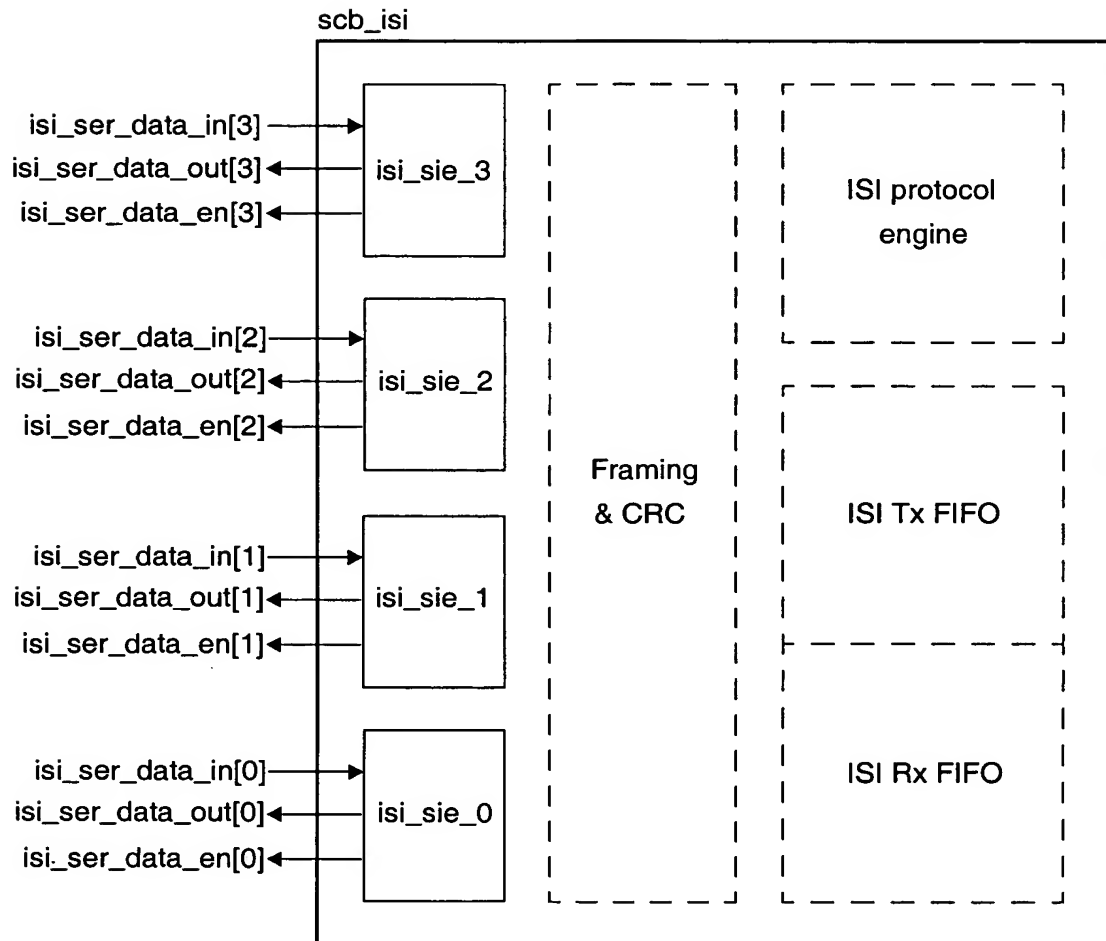 scb_isi
isi_ser_data_in[3]
isi_ser_data_out[3]
isi_ser_data_en[3]
isi_sie_3
isi_ser_data_in[2]
isi_ser_data_out[2]
isi_ser_data_en[2]
isi_sie_2
isi_ser_data_in[1]
isi_ser_data_out[1]
isi_ser_data_en[1]
isi_sie_1
isi_ser_data_in[0]
isi_ser_data_out[0]
isi_ser_data_en[0]
isi_sie_0
Framing
& CRC
ISI protocol
engine
ISI Tx FIFO
ISI Rx FIFO